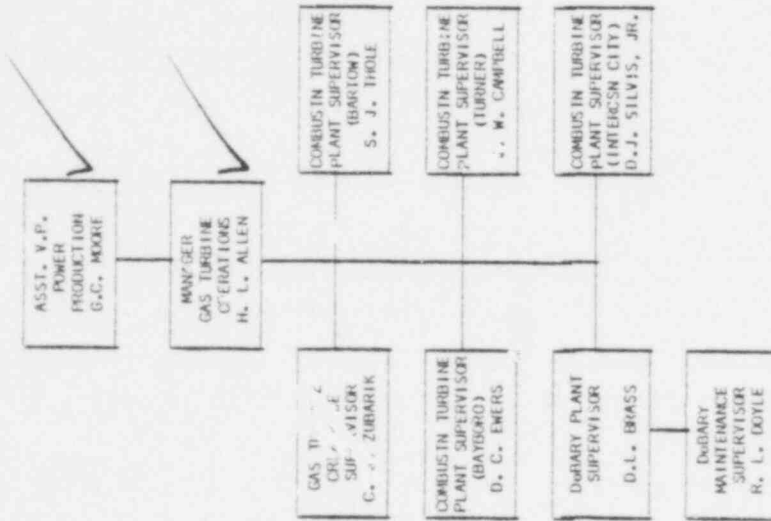 ASST. V.P.
POWER
PRODUCTION
G.C. MOORE
MANAGER
GAS TURBINE
OPERATIONS
H. L. ALLEN
GAS
SUPERVISOR
C. ZUBARIK
COMBUSTN TURBINE
PLANT SUPERVISOR
(BARTOW)
S. J. THOLE
COMBUSTN TURBINE
PLANT SUPERVISOR
(BAYBORO)
D. C. EWERS
COMBUSTN TURBINE
PLANT SUPERVISOR
(TURNER)
W. CAMPBELL
DeBARY PLANT
SUPERVISOR
D.L. BRASS
COMBUSTN TURBINE
PLANT SUPERVISOR
(INTERCSN CITY)
D.J. SILVIS, JR.
DeBARY
MAINTENANCE
SUPERVISOR
R. L. DOYLE